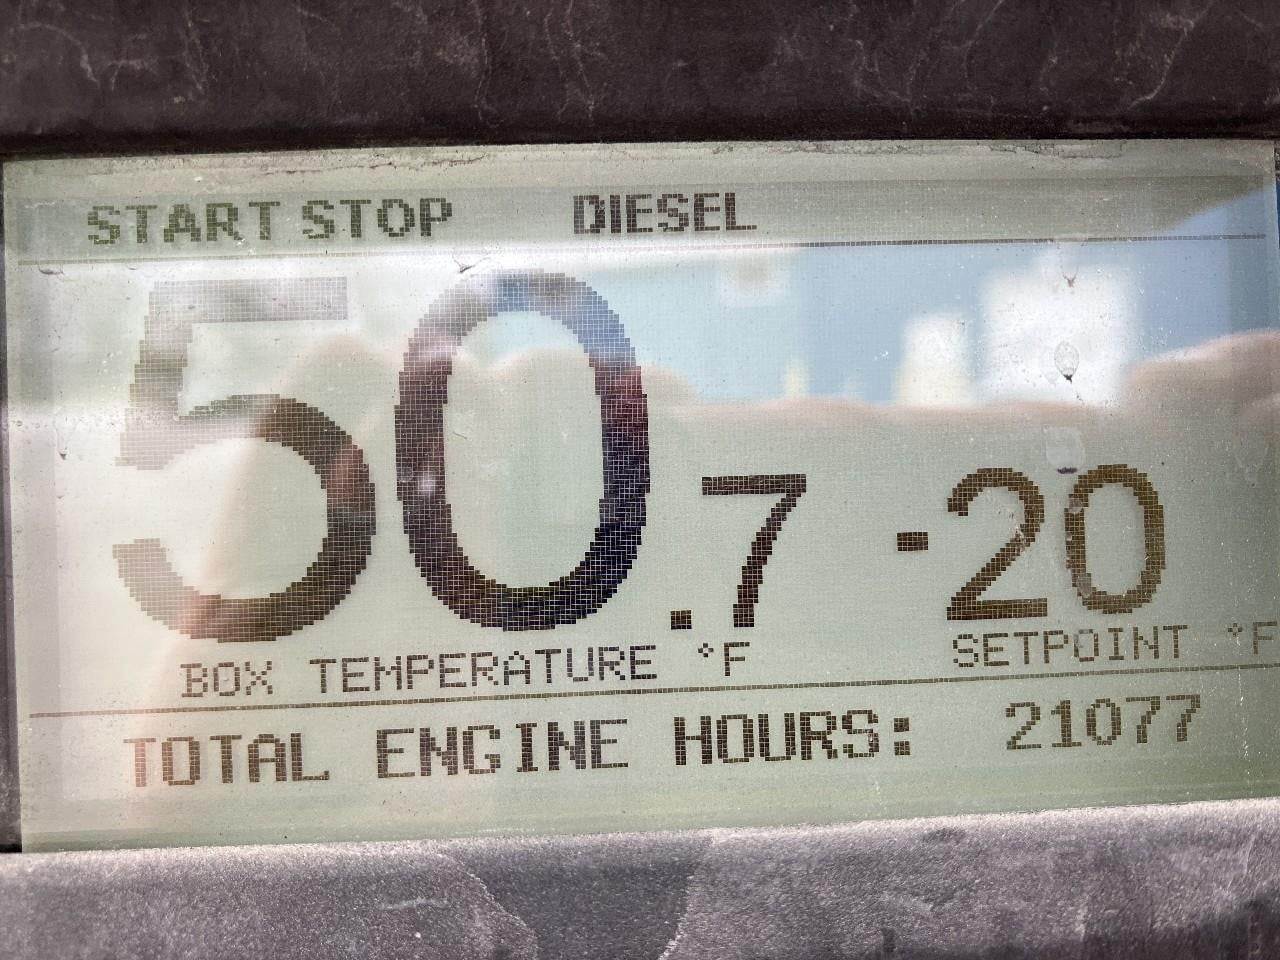 START STOP DIESEL
50.7 -20
BOX TEMPERATURE °F SETPOINT °F
TOTAL ENGINE HOURS: 21077